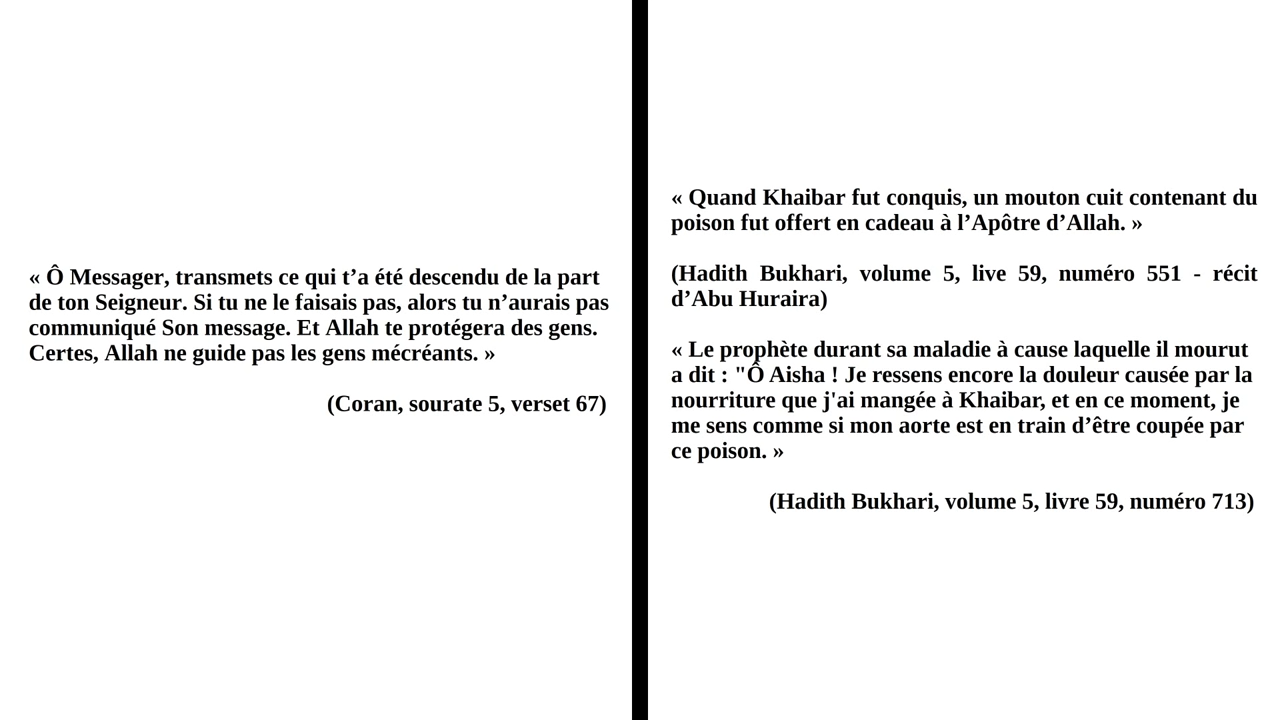 « Ô Messager, transmets ce qui t’a été descendu de la part
de ton Seigneur. Si tu ne le faisais pas, alors tu n’aurais pas
communiqué Son message. Et Allah te protégera des gens.
Certes, Allah ne guide pas les gens mécréants. »
(Coran, sourate 5, verset 67)
« Quand Khaibar fut conquis, un mouton cuit contenant du
poison fut offert en cadeau à l’Apôtre d’Allah. »
(Hadith Bukhari, volume 5, live 59, numéro 551 - récit
d’Abu Huraira)
« Le prophète durant sa maladie à cause laquelle il mourut
a dit : "Ô Aisha ! Je ressens encore la douleur causée par la
nourriture que j'ai mangée à Khaibar, et en ce moment, je
me sens comme si mon aorte est en train d’être coupée par
ce poison. »
(Hadith Bukhari, volume 5, livre 59, numéro 713)